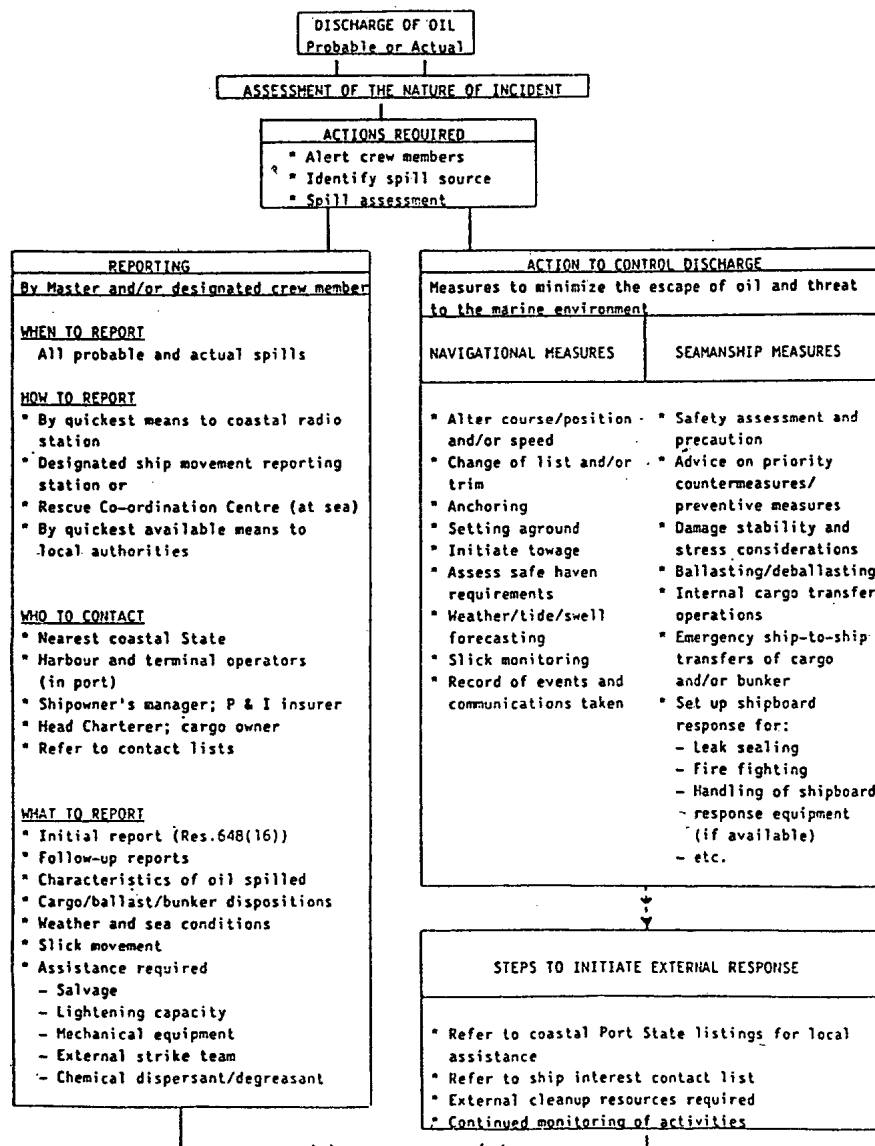 DISCHARGE OF OIL
Probable or Actual
ASSESSMENT OF THE NATURE OF INCIDENT
ACTIONS REQUIRED
* Alert crew members
* Identify spill source
* Spill assessment
REPORTING
By Master and/or designated crew member
WHEN TO REPORT
All probable and actual spills
HOW TO REPORT
* By quickest means to coastal radio
station
* Designated ship movement reporting
station or
* Rescue Co-ordination Centre (at sea)
* By quickest available means to
local authorities
WHO TO CONTACT
* Nearest coastal State
* Harbour and terminal operators
(in port)
* Shipowner's manager; P & I insurer
* Head Charterer; cargo owner
* Refer to contact lists
WHAT TO REPORT
* Initial report (Res.648(16))
* Follow-up reports
* Characteristics of oil spilled
* Cargo/ballast/bunker dispositions
* Weather and sea conditions
* Slick movement
* Assistance required
- Salvage
- Lightening capacity
- Mechanical equipment
- External strike team
- Chemical dispersant/degreasant
ACTION TO CONTROL DISCHARGE
Measures to minimize the escape of oil and threat
to the marine environment
NAVIGATIONAL MEASURES
* Alter course/position
and/or speed
* Change of list and/or
trim
* Anchoring
* Setting aground
* Initiate towage
* Assess safe haven
requirements
* Weather/tide/swell
forecasting
* Slick monitoring
* Record of events and
communications taken
SEAMANSHIP MEASURES
* Safety assessment and
precaution
* Advice on priority
countermeasures/
preventive measures
* Damage stability and
stress considerations
* Ballasting/deballasting
* Internal cargo transfer
operations
* Emergency ship-to-ship
transfers of cargo
and/or bunker
* Set up shipboard
response for:
- Leak sealing
- Fire fighting
- Handling of shipboard
response equipment
(if available)
- etc.
STEPS TO INITIATE EXTERNAL RESPONSE
* Refer to coastal Port State listings for local
assistance
* Refer to ship interest contact list
* External cleanup resources required
* Continued monitoring of activities